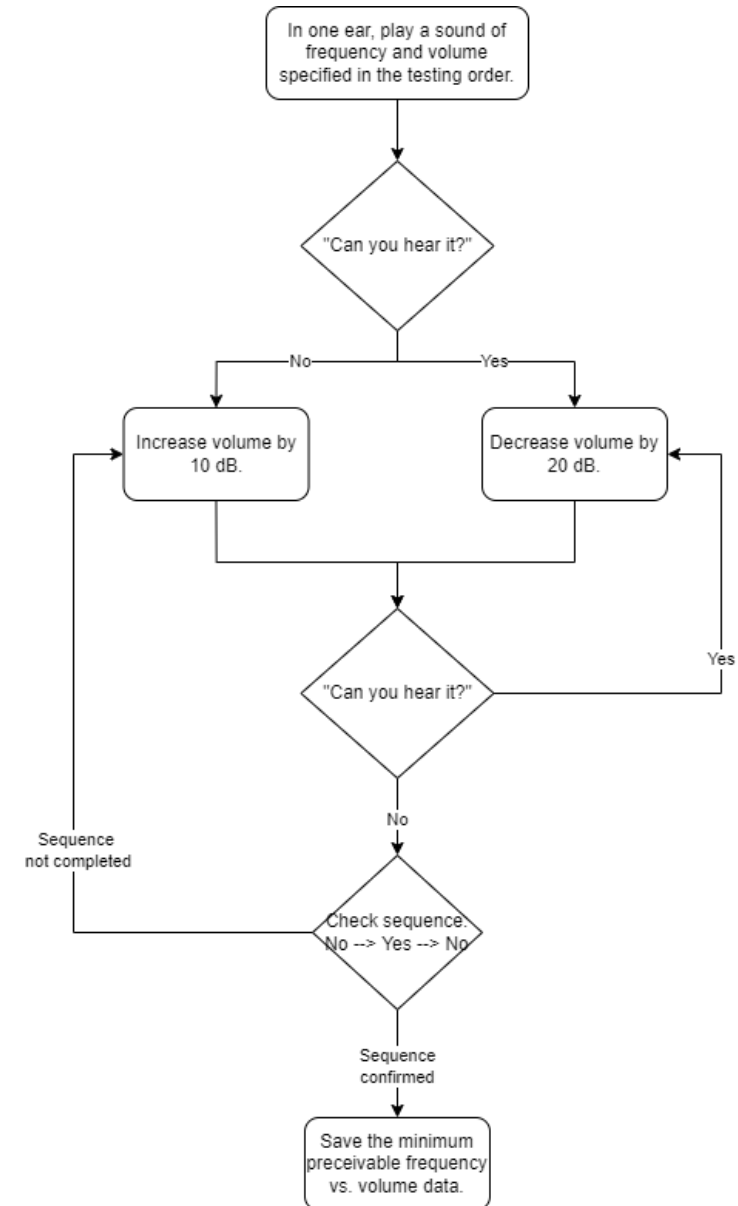 In one ear, play a sound of
frequency and volume
specified in the testing order.
"Can you hear it?"
No
Yes
Increase volume by
10 dB.
Decrease volume by
20 dB.
"Can you hear it?"
Yes
No
Sequence
not completed
Check sequence.
No --> Yes --> No
Sequence
confirmed
Save the minimum
preceivable frequency
vs. volume data.